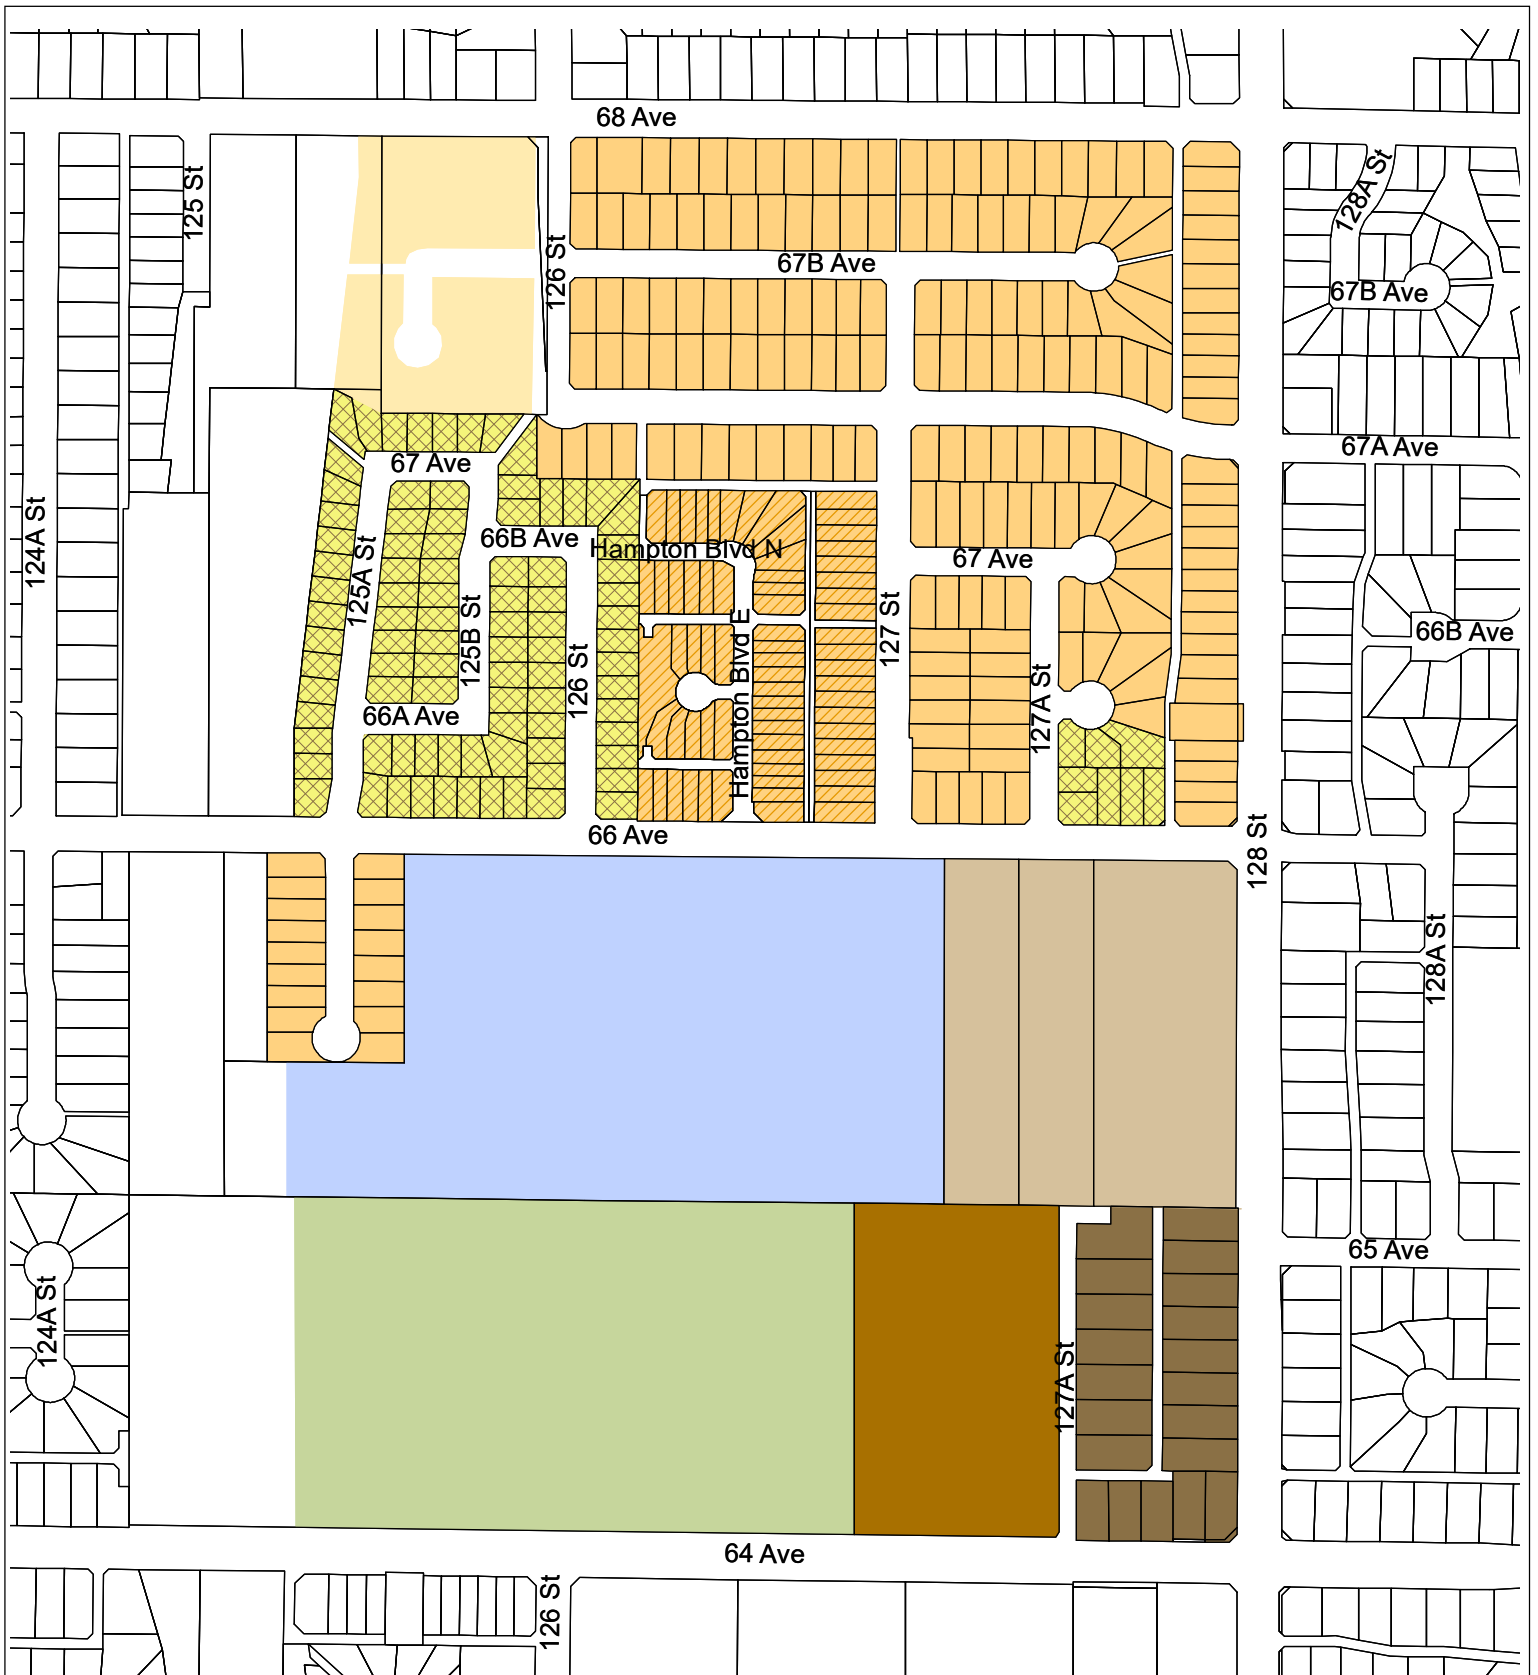 68 Ave
125 St
128A St
126 St
67B Ave
67B Ave
67A Ave
67 Ave
124A St
66B Ave
Hampton Blvd N
67 Ave
125A St
125B St
127 St
66B Ave
126 St
Hampton Blvd E
127A St
66A Ave
66 Ave
128 St
128A St
65 Ave
124A St
127A St
64 Ave
126 St